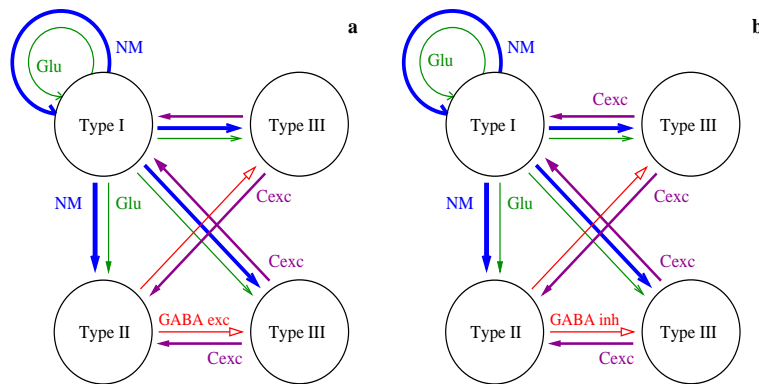 a
NM
Glu
Type I
Type III
NM
Glu
Cexc
Cexc
Type II
GABA exc
Type III
Cexc
b
NM
Glu
Cexc
Type I
Type III
NM
Glu
Cexc
Cexc
Type II
GABA inh
Type III
Cexc